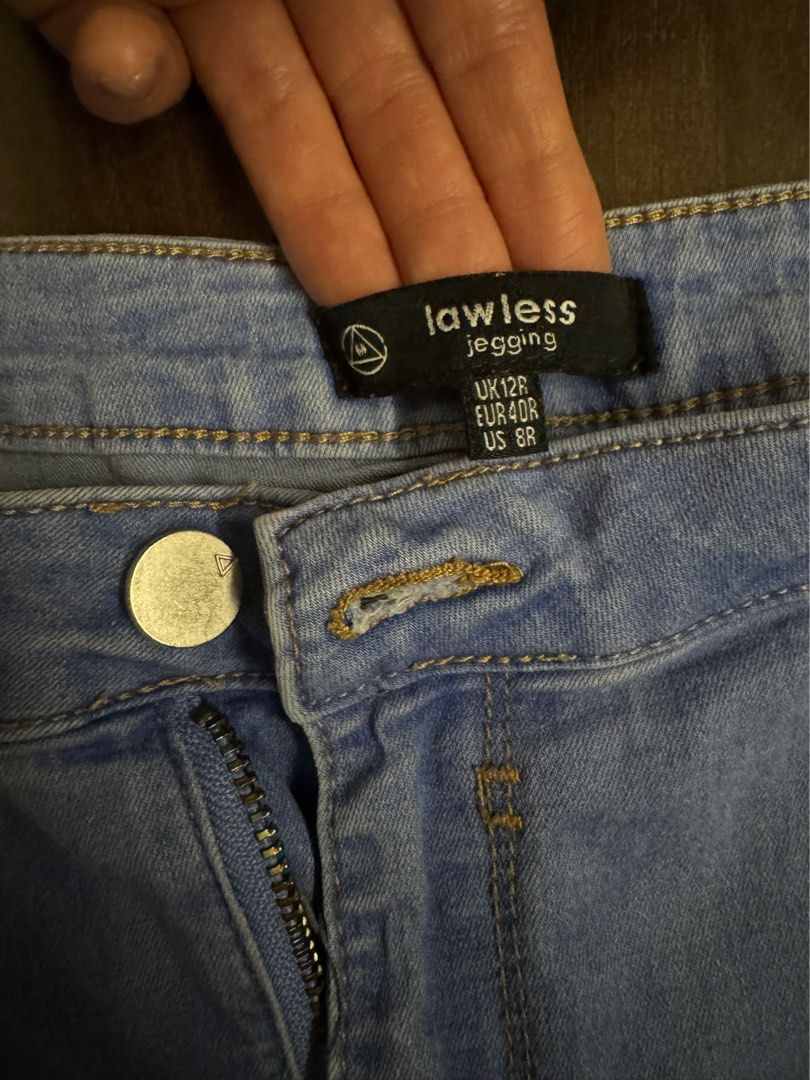 lawless
jegging
UK12R
EUR40R
US 8R